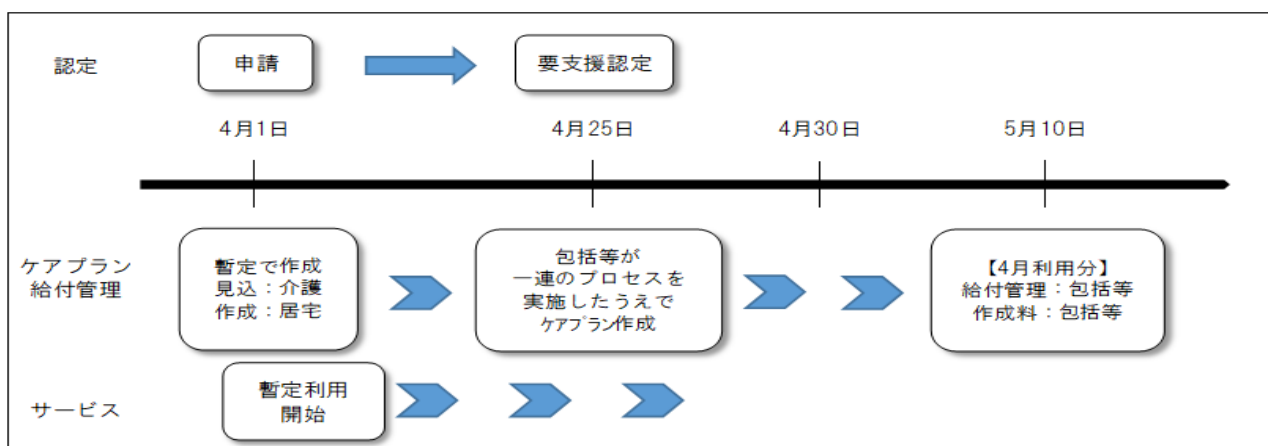 認定
申請
要支援認定
4月1日
4月25日
4月30日
5月10日
ケアプラン
給付管理
暫定で作成
見込：介護
作成：居宅
包括等が
一連のプロセスを
実施したうえで
ケアプラン作成
【4月利用分】
給付管理：包括等
作成料：包括等
サービス
暫定利用
開始